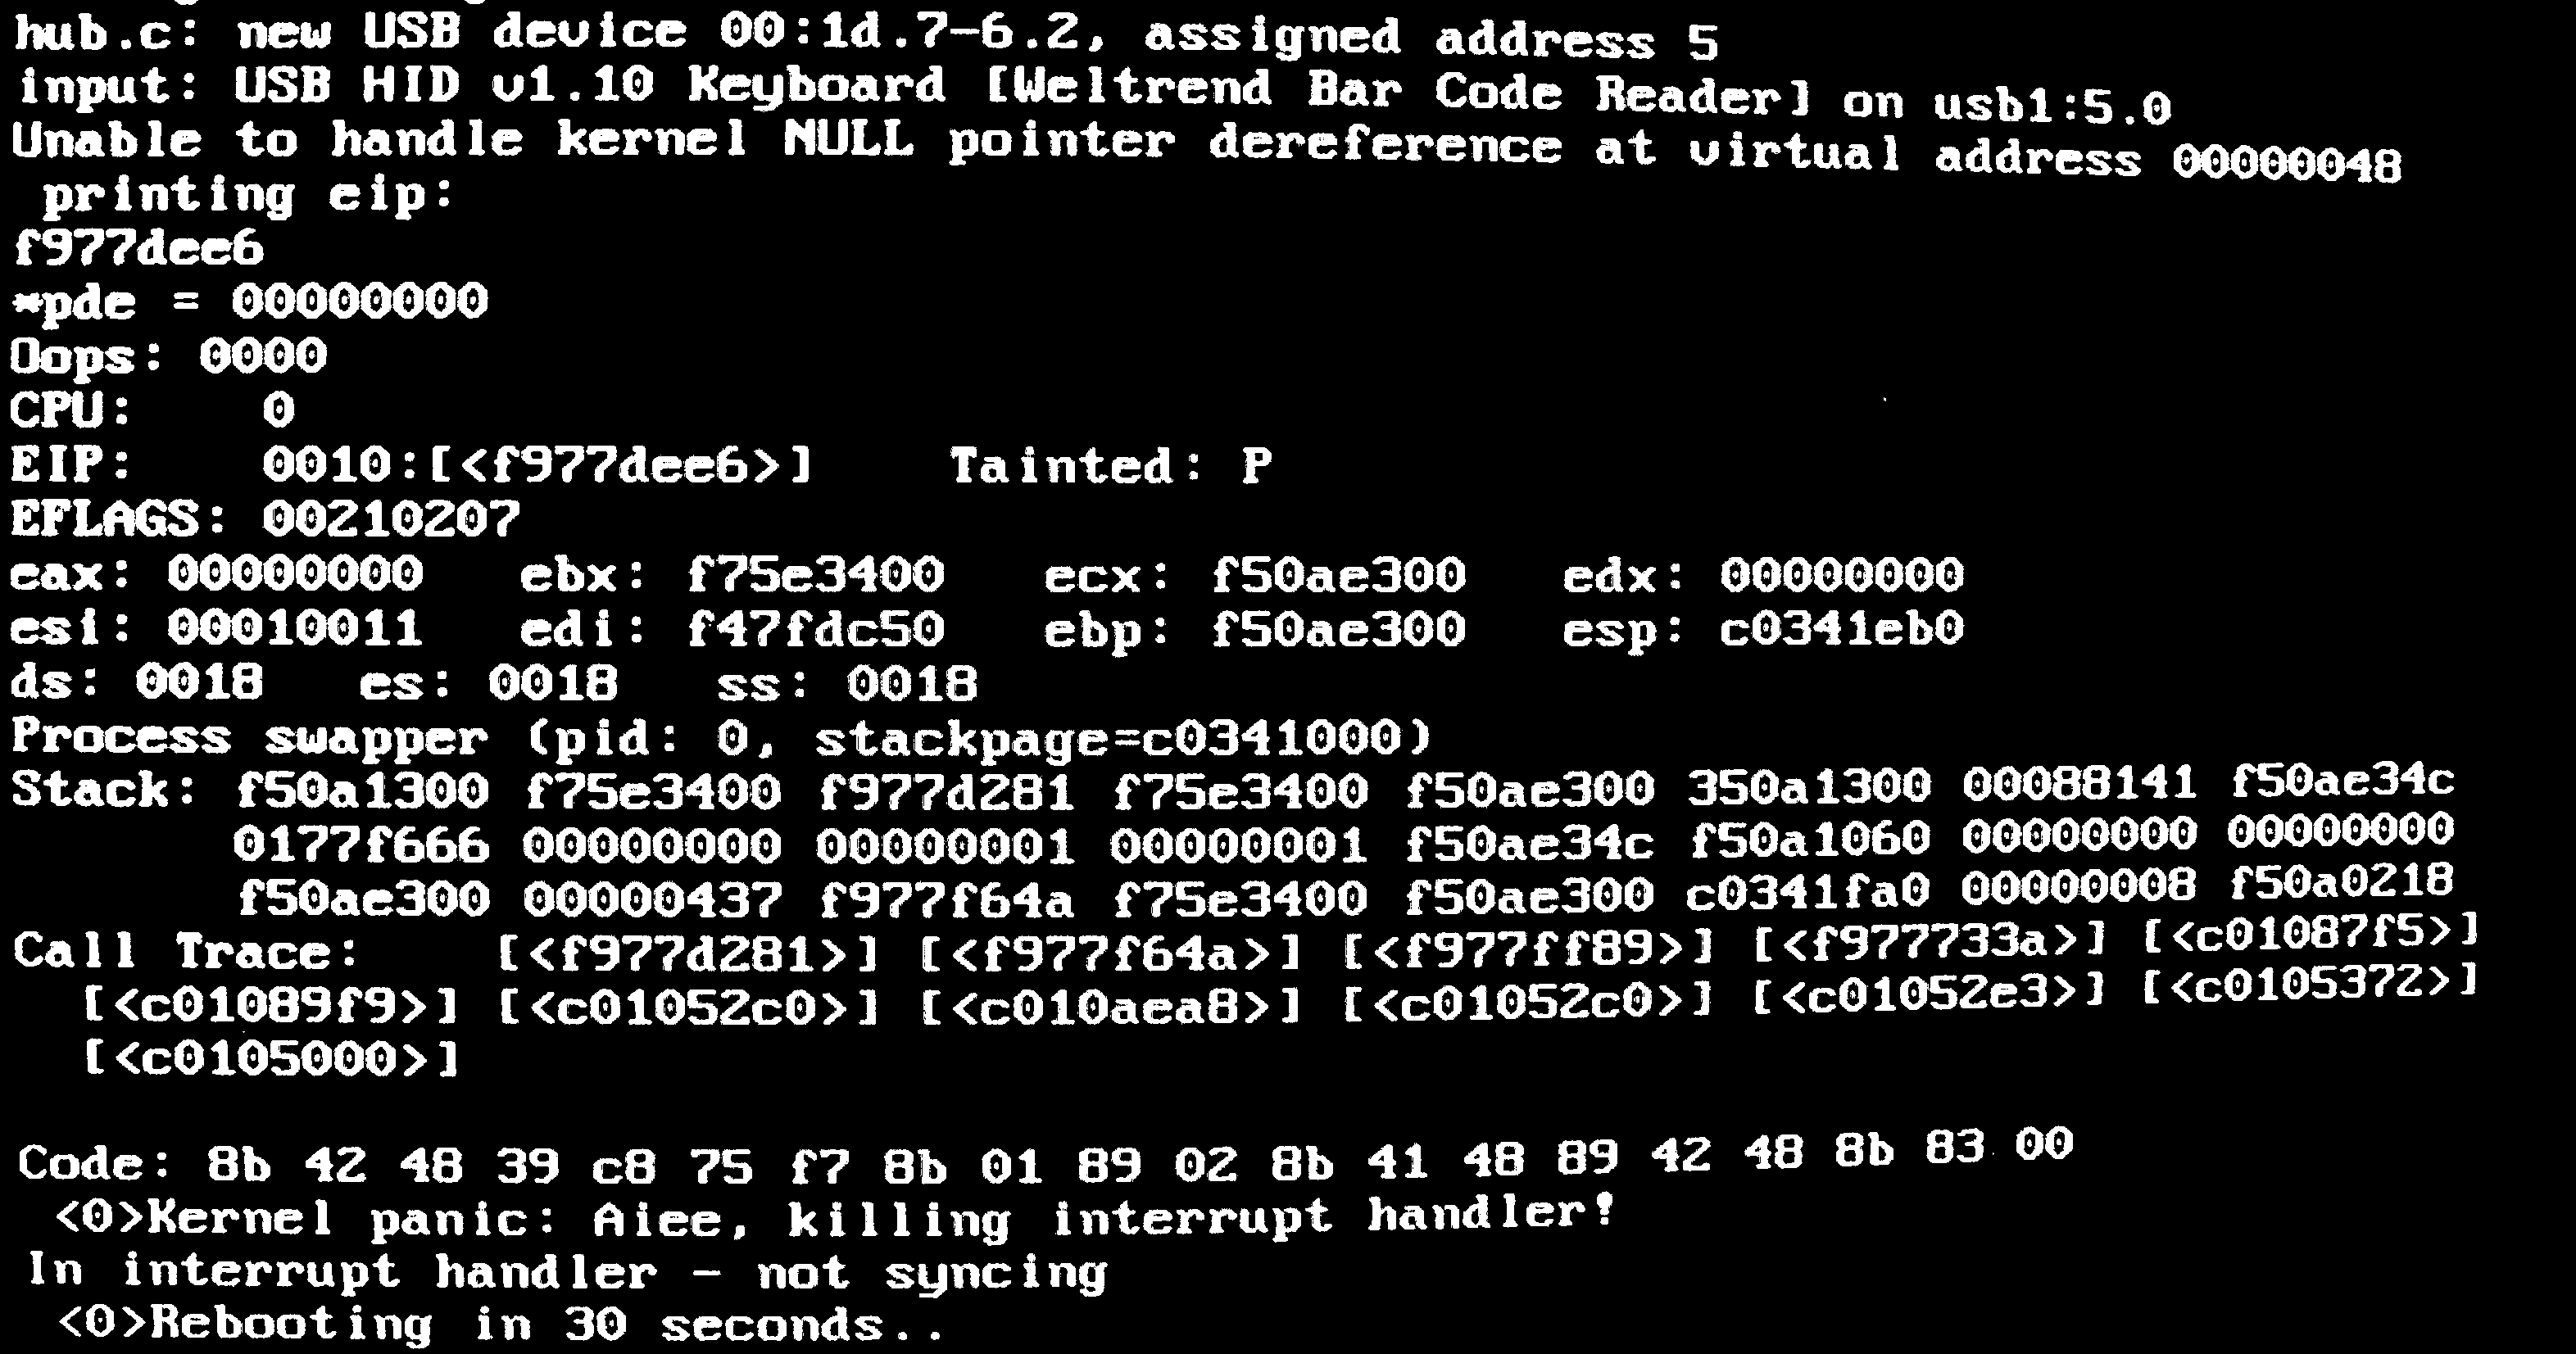 hub.c: new USB device 00:1d.7-6.2, assigned address 5
input: USB HID v1.10 Keyboard [Weltrend Bar Code Reader] on usb1:5.0
Unable to handle kernel NULL pointer dereference at virtual address 00000048
printing eip:
f977dee6
*pde = 00000000
Oops: 0000
CPU: 0
EIP: 0010:[<f977dee6>] Tainted: P
EFLAGS: 00210207
eax: 00000000 ebx: f75e3400 ecx: f50ae300 edx: 00000000
esi: 00010011 edi: f47fdc50 ebp: f50ae300 esp: c0341eb0
ds: 0018 es: 0018 ss: 0018
Process swapper (pid: 0, stackpage=c0341000)
Stack: f50a1300 f75e3400 f977d281 f75e3400 f50ae300 350a1300 00088141 f50ae34c
0177f666 00000000 00000001 00000001 f50ae34c f50a1060 00000000 00000000
f50ae300 00000437 f977f64a f75e3400 f50ae300 c0341fa0 00000008 f50a0218
Call Trace: [<f977d281>] [<f977f64a>] [<f977ff89>] [<f977733a>] [<c01087f5>]
[<c01089f9>] [<c01052c0>] [<c010aea8>] [<c01052c0>] [<c01052e3>] [<c0105372>]
[<c0105000>]
Code: 8b 42 48 39 c8 75 f7 8b 01 89 02 8b 41 48 89 42 48 8b 83 00
<0>Kernel panic: Aiee, killing interrupt handler!
In interrupt handler - not syncing
<0>Rebooting in 30 seconds..